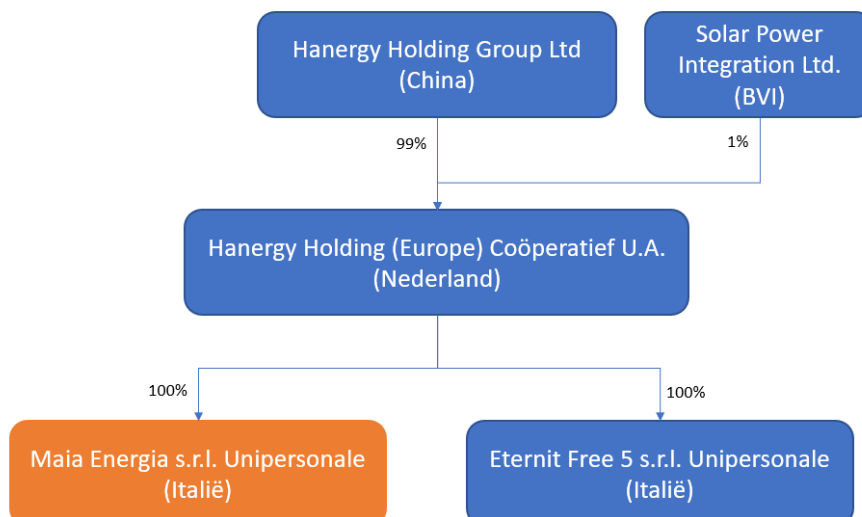 Hanergy Holding Group Ltd
(China)
Solar Power
Integration Ltd.
(BVI)
99%
1%
Hanergy Holding (Europe) Coöperatief U.A.
(Nederland)
100%
100%
Maia Energia s.r.l. Unipersonale
(Italië)
Eternit Free 5 s.r.l. Unipersonale
(Italië)